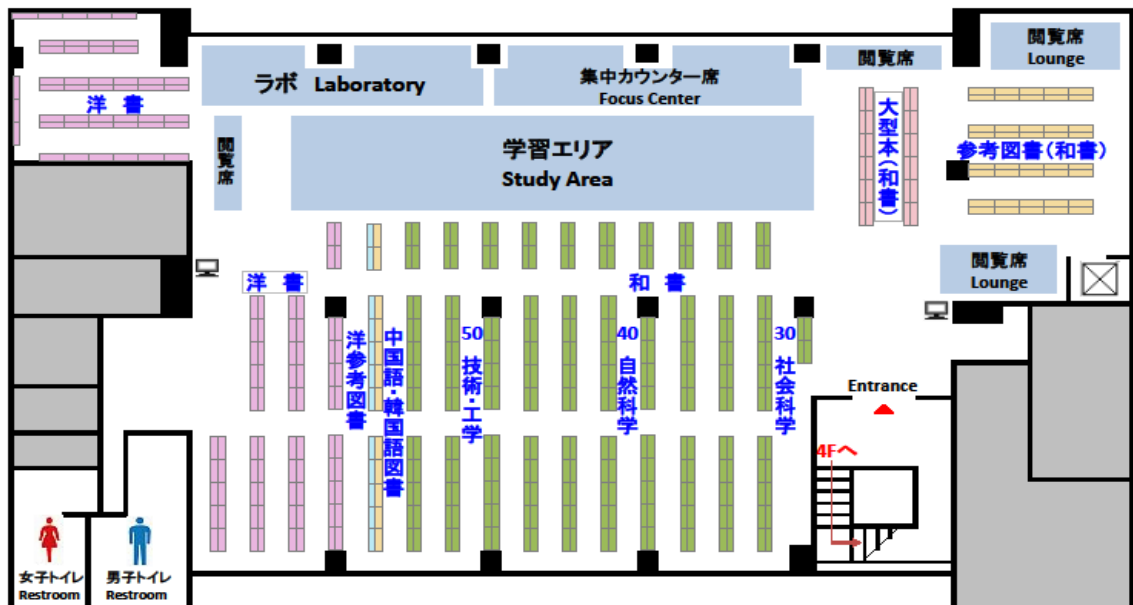 閲覧席
Lounge
ラボ Laboratory
集中カウンター席
Focus Center
閲覧席
洋 書
大型本(和書)
参考図書(和書)
閲覧席
学習エリア
Study Area
洋 書
和 書
閲覧席
Lounge
洋参考図書
中国語・韓国語図書
50 技術・工学
40 自然科学
30 社会科学
Entrance
4Fへ
女子トイレ
Restroom
男子トイレ
Restroom